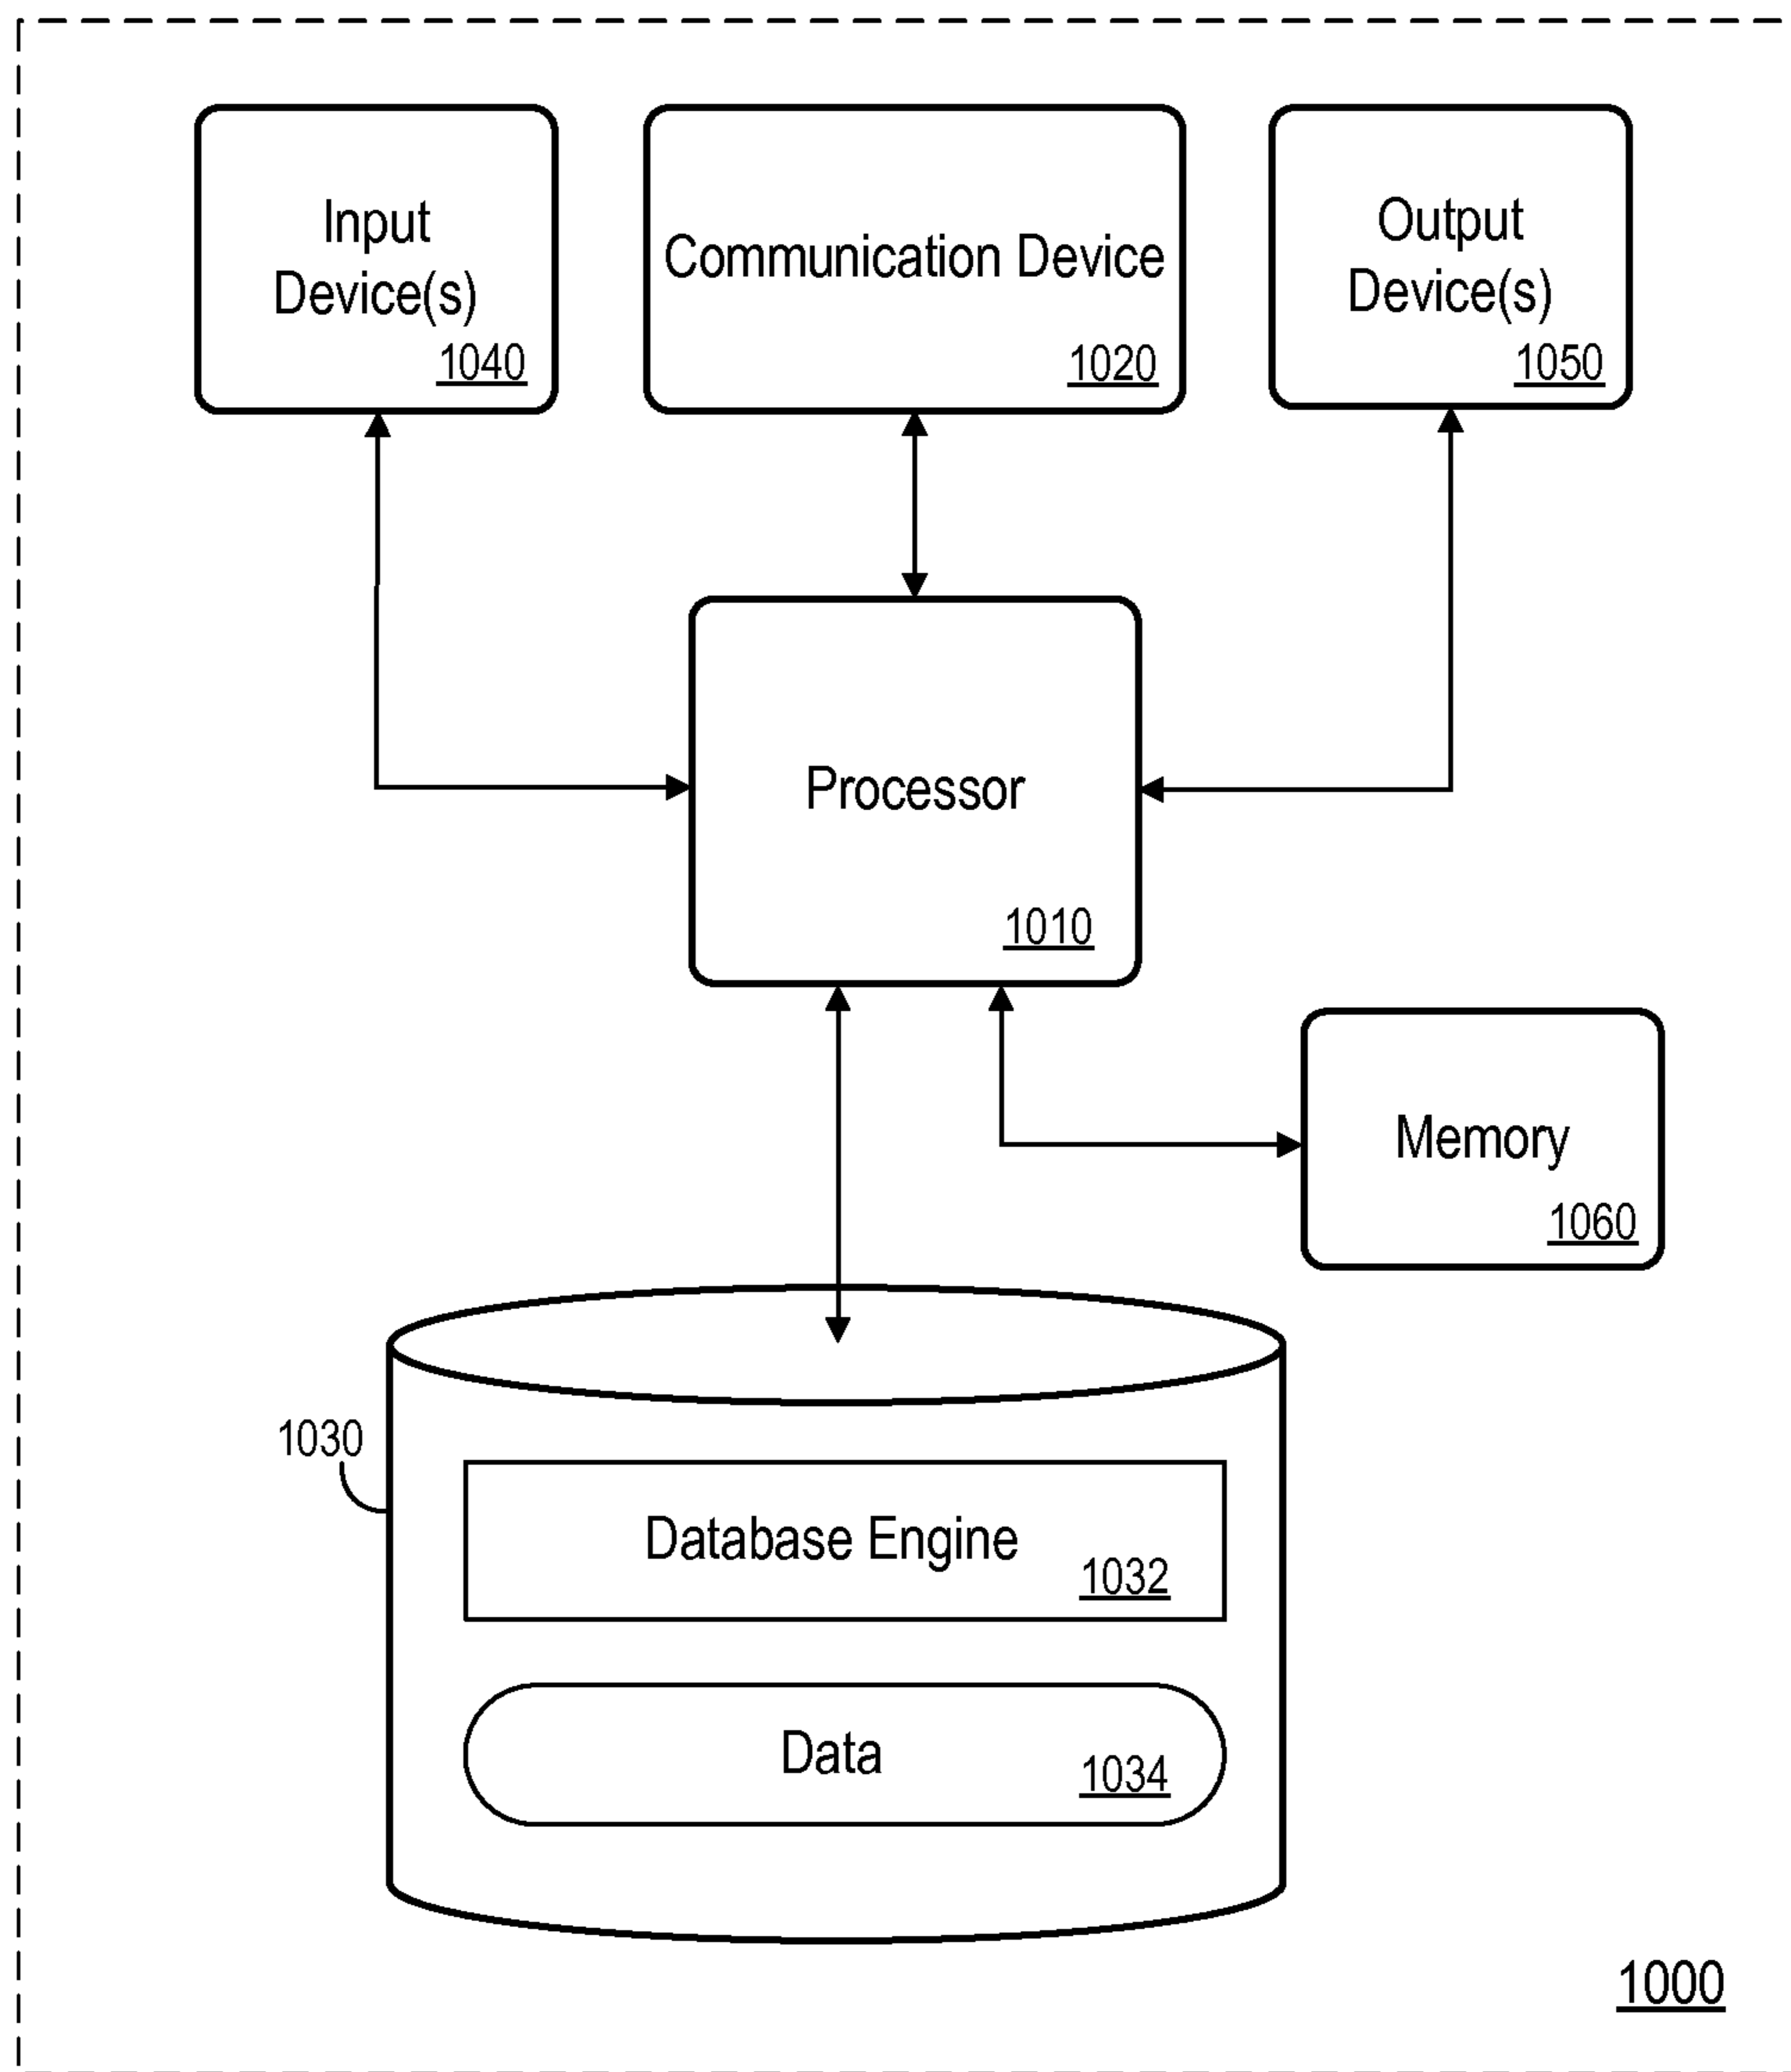 Input
Device(s)
1040
Communication Device
1020
Output
Device(s)
1050
Processor
1010
Memory
1060
1030
Database Engine
1032
Data
1034
1000